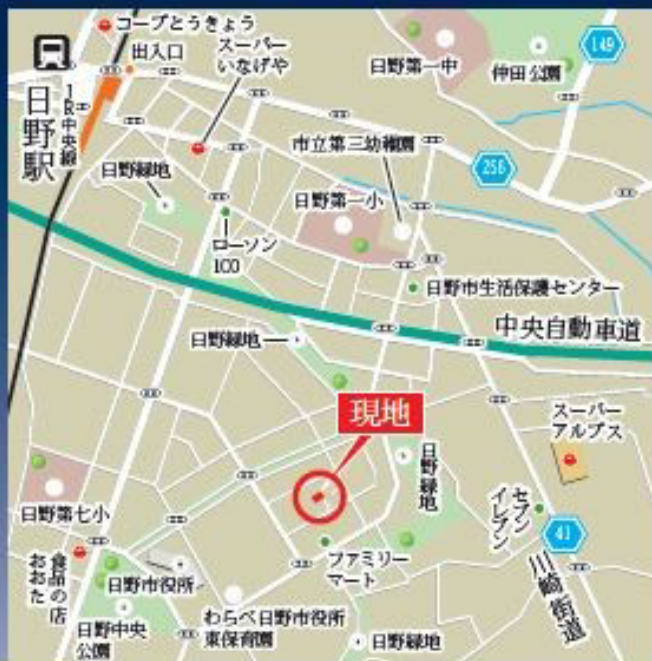 コープとうきょう
出入口
スーパー
いなげや
日野第一中
仲田公園
149
日野駅
JR中央線
日野緑地
市立第三幼稚園
256
日野第一小
ローソン
100
日野市生活保護センター
日野緑地
中央自動車道
現地
スーパー
アルプス
日野緑地
セブン
イレブン
41
川崎街道
日野第七小
食品の店
おおた
日野市役所
ファミリー
マート
日野中央
公園
わらべ日野市役所
東保育園
日野緑地